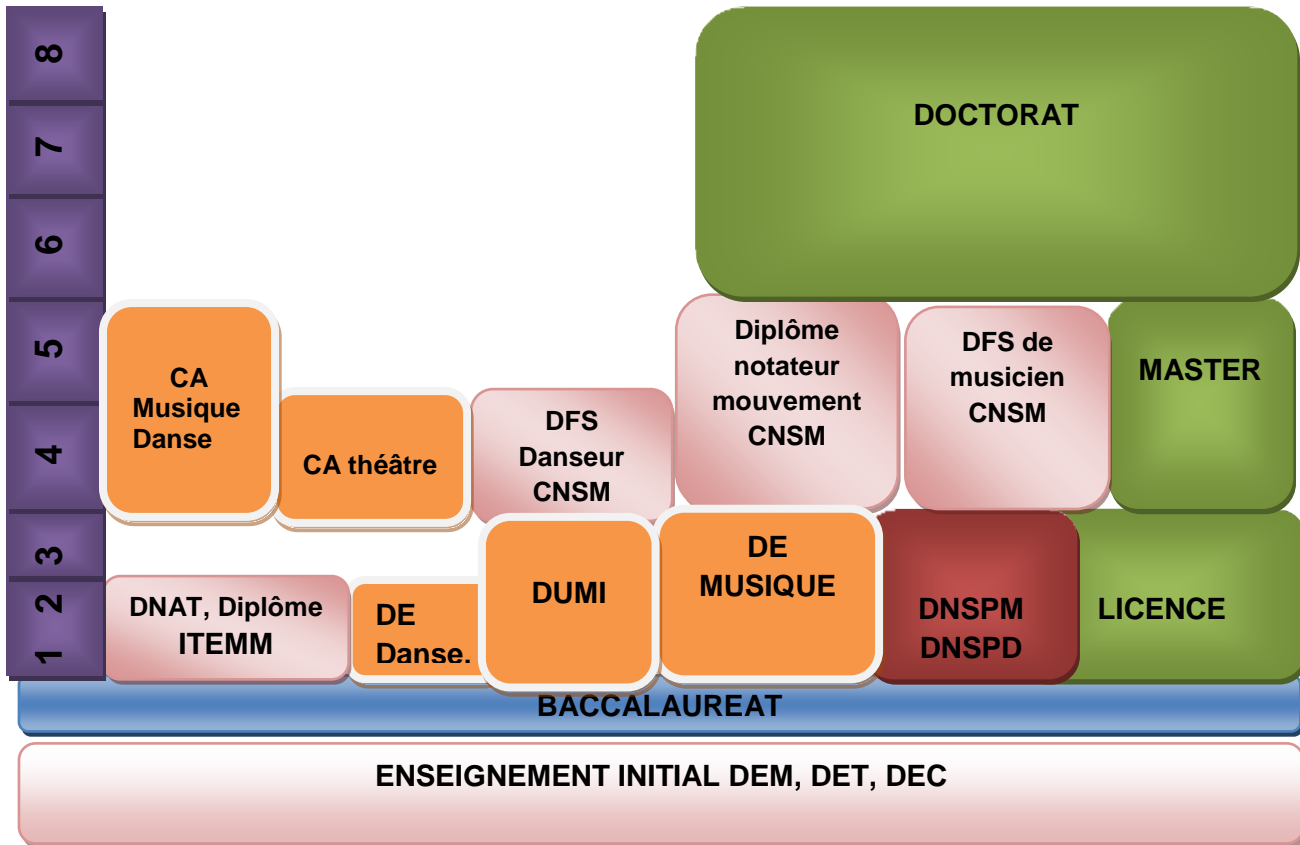 8
7
6
5
4
3
2
1
DOCTORAT
CA
Musique
Danse
CA théâtre
DFS
Danseur
CNSM
Diplôme
notateur
mouvement
CNSM
DFS de
musicien
CNSM
MASTER
DNAT, Diplôme
ITEMM
DE
Danse.
DUMI
DE
MUSIQUE
DNSPM
DNSPD
LICENCE
BACCALAUREAT
ENSEIGNEMENT INITIAL DEM, DET, DEC